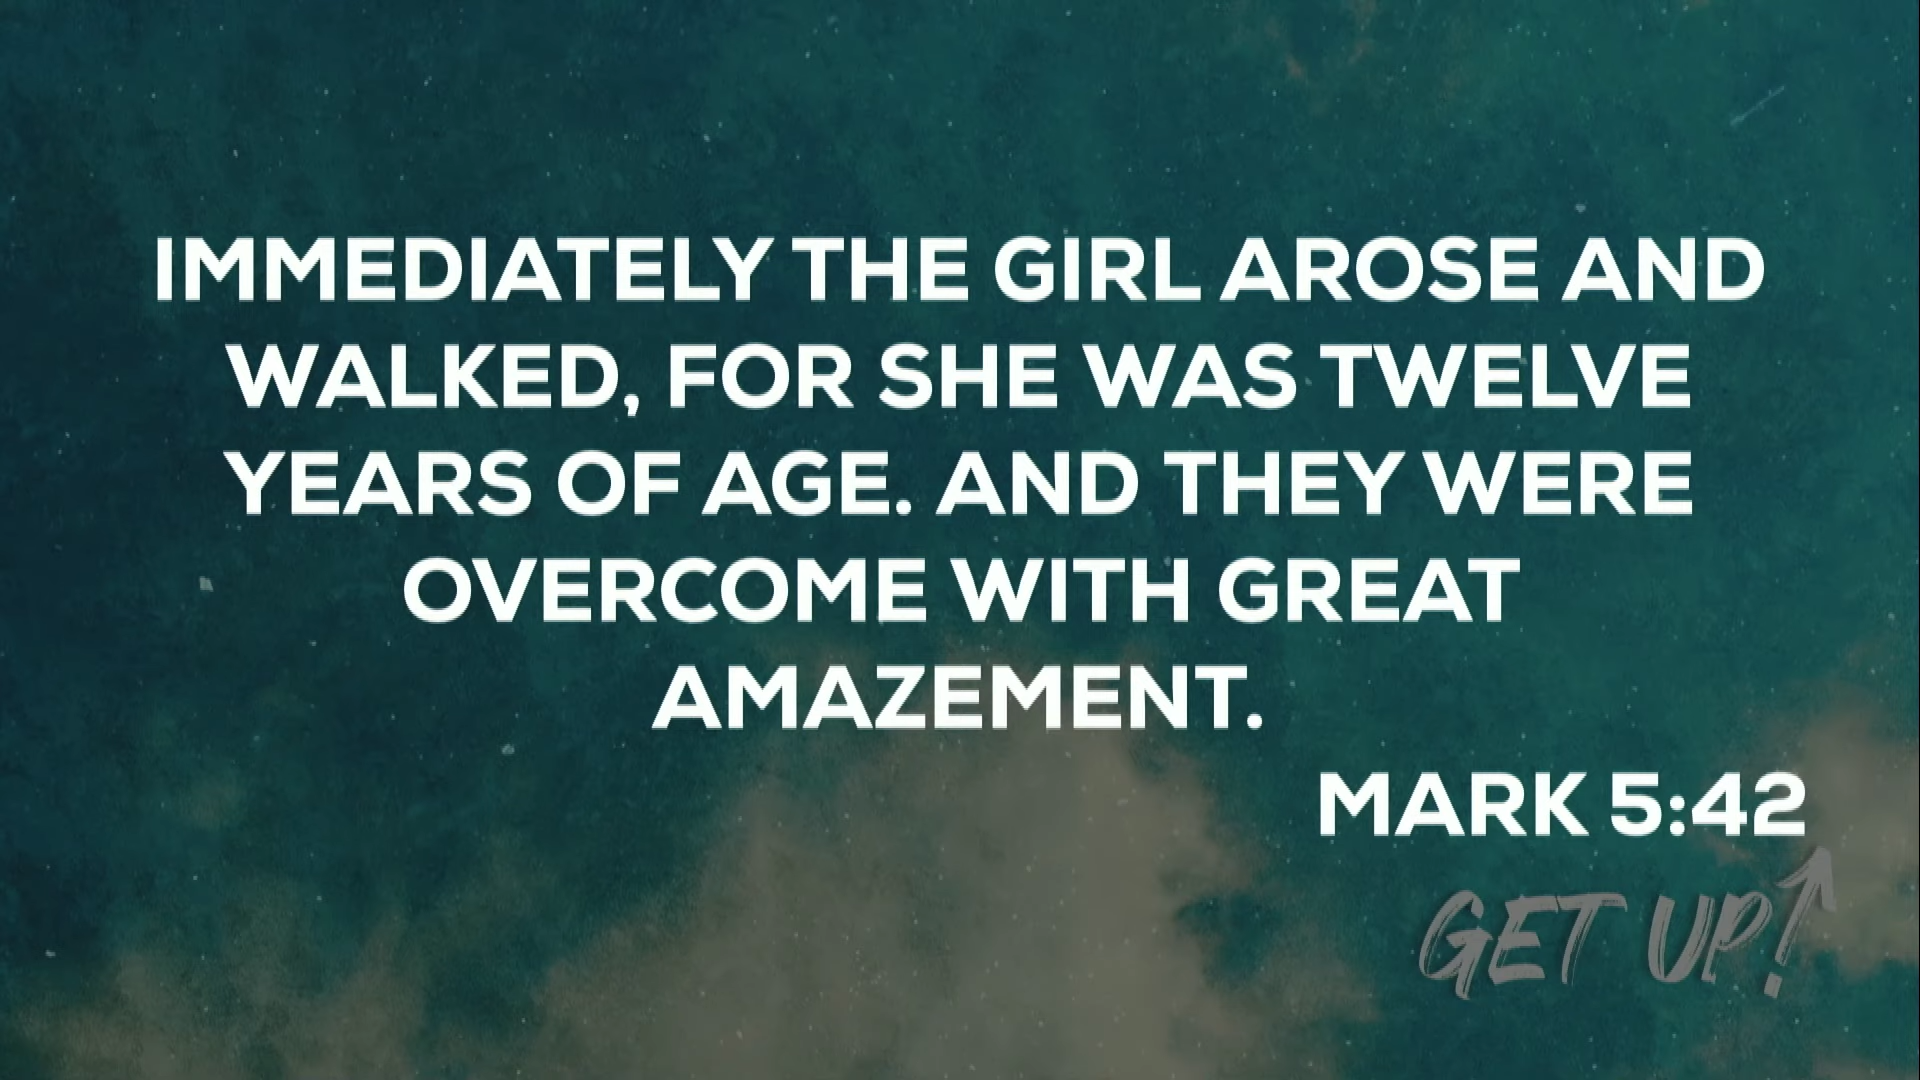 IMMEDIATELY THE GIRL AROSE AND
WALKED, FOR SHE WAS TWELVE
YEARS OF AGE. AND THEY WERE
OVERCOME WITH GREAT
AMAZEMENT.
MARK 5:42
GET UP!